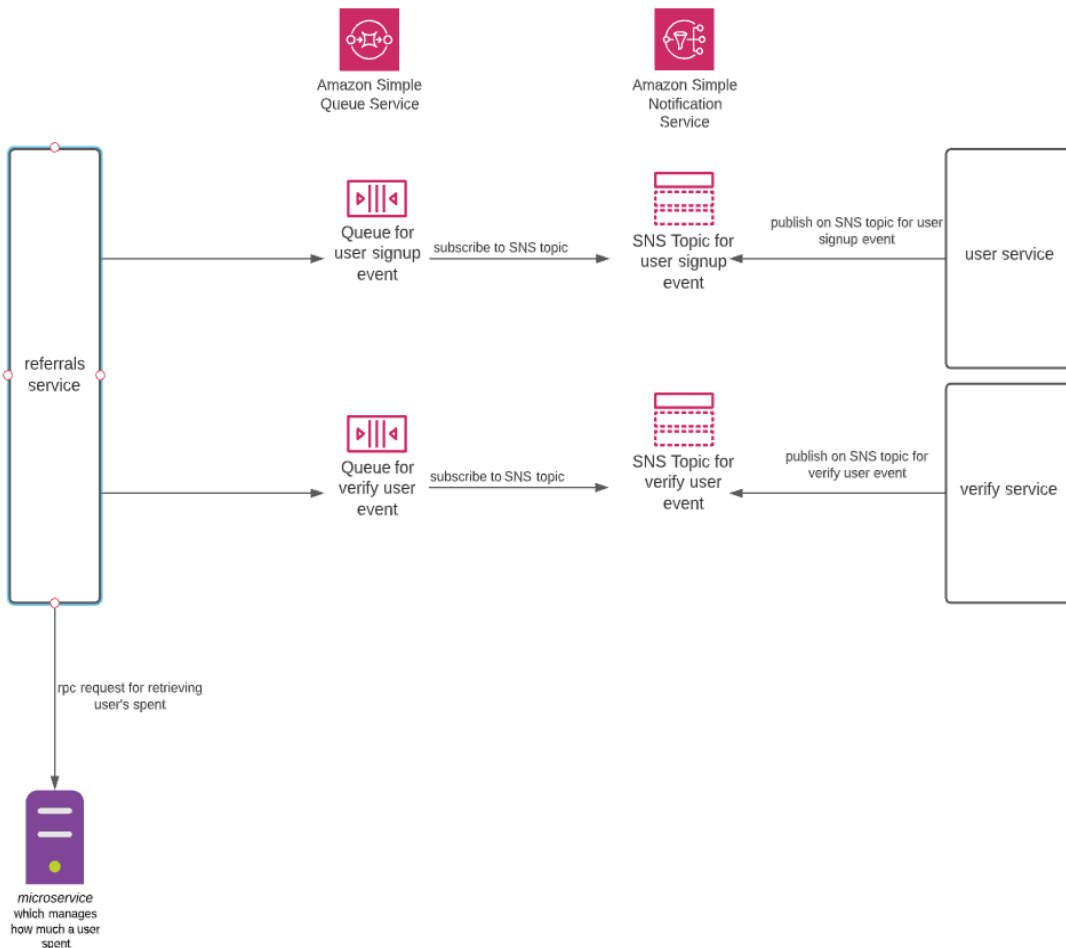 Amazon Simple
Queue Service
Amazon Simple
Notification
Service
Queue for
user signup
event
subscribe to SNS topic
SNS Topic for
user signup
event
publish on SNS topic for user
signup event
user service
referrals
service
Queue for
verify user
event
subscribe to SNS topic
SNS Topic for
verify user
event
publish on SNS topic for
verify user event
verify service
rpc request for retrieving
user's spent
microservice
which manages
how much a user
spent